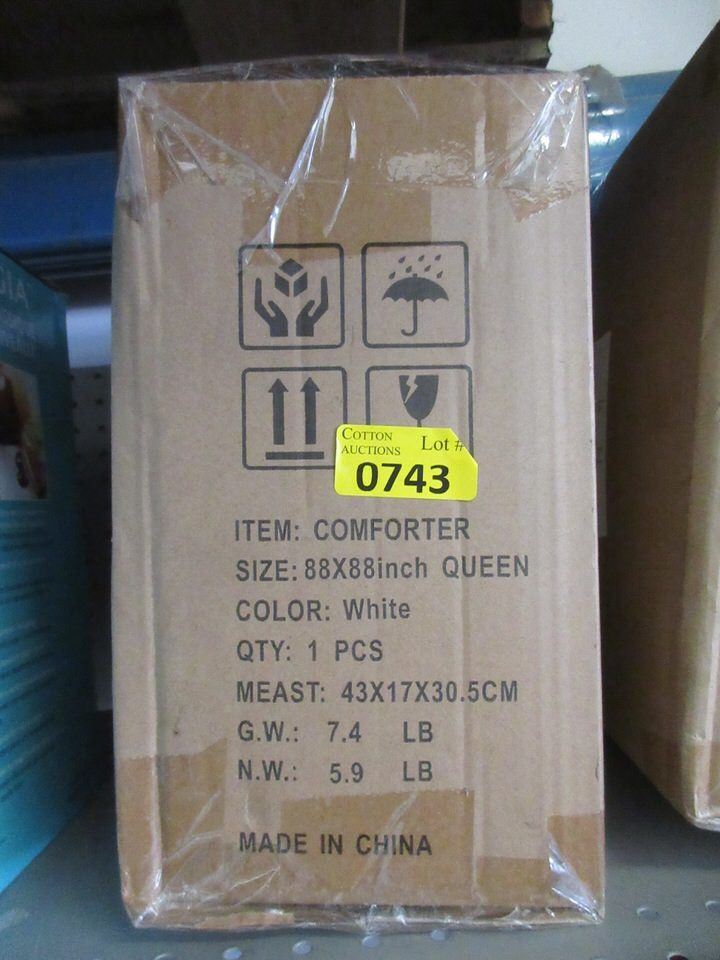 COTTON AUCTIONS Lot #
0743
ITEM: COMFORTER
SIZE: 88X88inch QUEEN
COLOR: White
QTY: 1 PCS
MEAST: 43X17X30.5CM
G.W.: 7.4 LB
N.W.: 5.9 LB
MADE IN CHINA